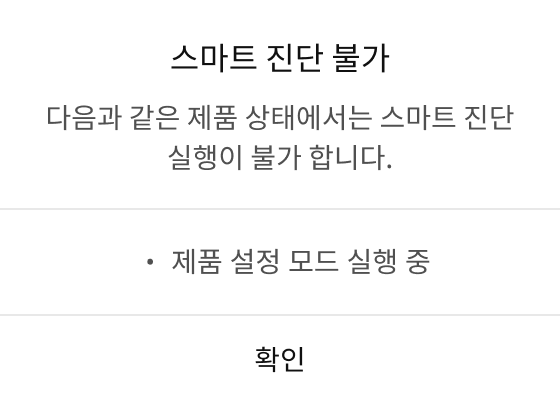 스마트 진단 불가
다음과 같은 제품 상태에서는 스마트 진단
실행이 불가 합니다.
• 제품 설정 모드 실행 중
확인